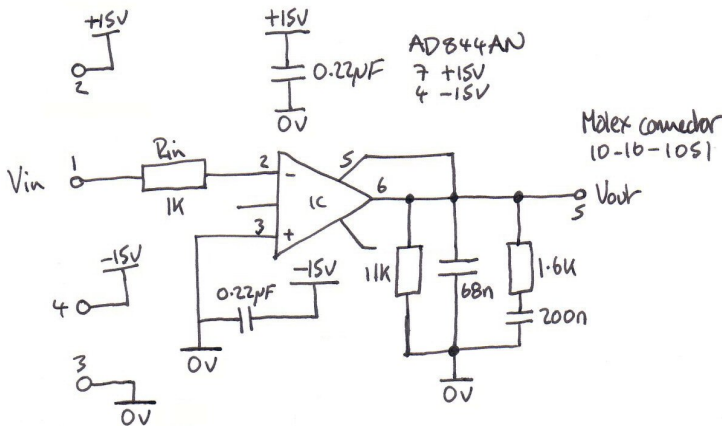 +15V
2
+15V
0.22µF
0V
AD844AN
7 +15V
4 -15V
Molex connector
10-10-1051
Vin
1
Rin
1K
2
-
IC
3
+
5
6
Vout
5
11K
68n
1.6K
200n
0V
-15V
4
0.22µF
-15V
0V
3
0V